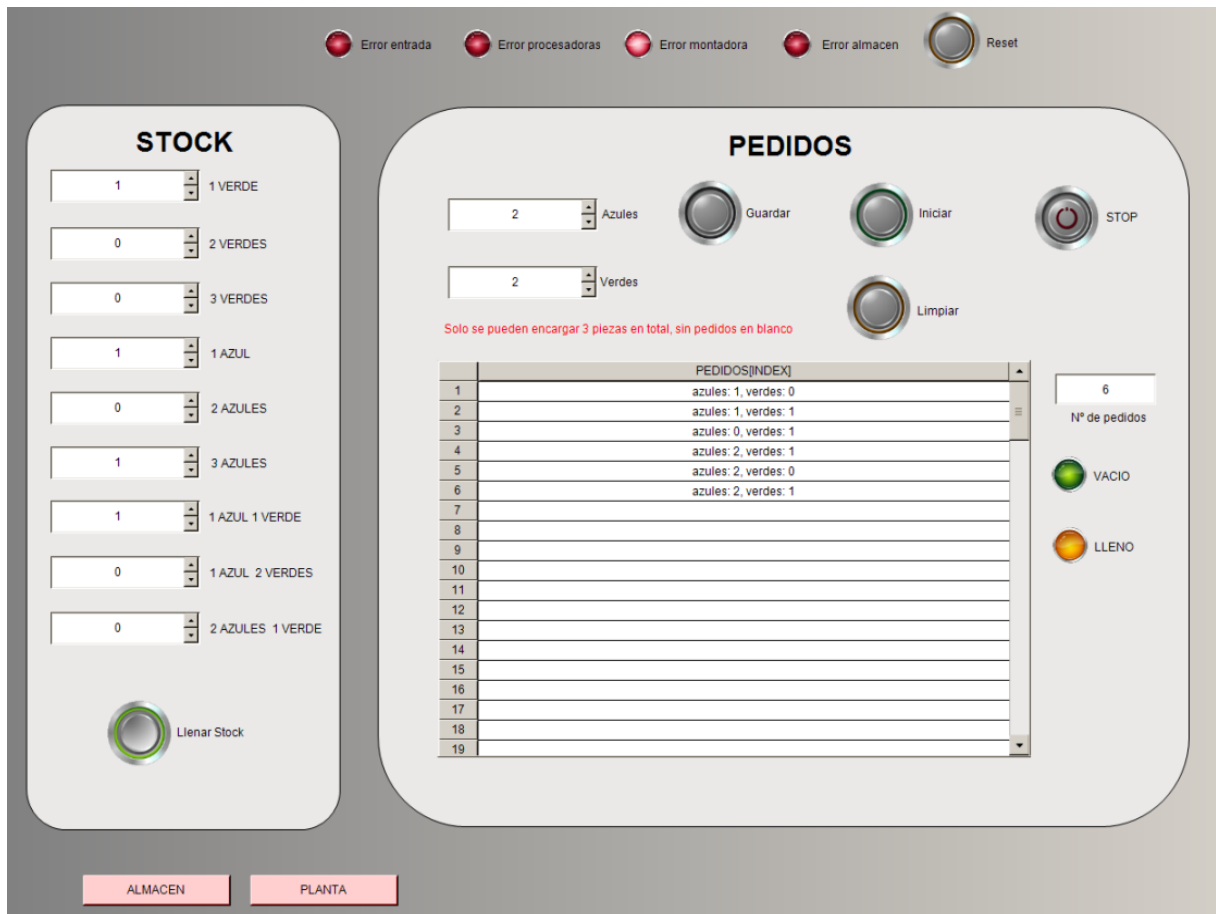 Error entrada Error procesadoras Error montadora Error almacen Reset
STOCK
1 1 VERDE
0 2 VERDES
0 3 VERDES
1 1 AZUL
0 2 AZULES
1 3 AZULES
1 1 AZUL 1 VERDE
0 1 AZUL 2 VERDES
0 2 AZULES 1 VERDE
Llenar Stock
PEDIDOS
2 Azules Guardar Iniciar STOP
2 Verdes Limpiar
Solo se pueden encargar 3 piezas en total, sin pedidos en blanco
PEDIDOS[INDEX]
1 azules: 1, verdes: 0
2 azules: 1, verdes: 1
3 azules: 0, verdes: 1
4 azules: 2, verdes: 1
5 azules: 2, verdes: 0
6 azules: 2, verdes: 1
7
8
9
10
11
12
13
14
15
16
17
18
19
6
Nº de pedidos
VACIO
LLENO
ALMACEN PLANTA